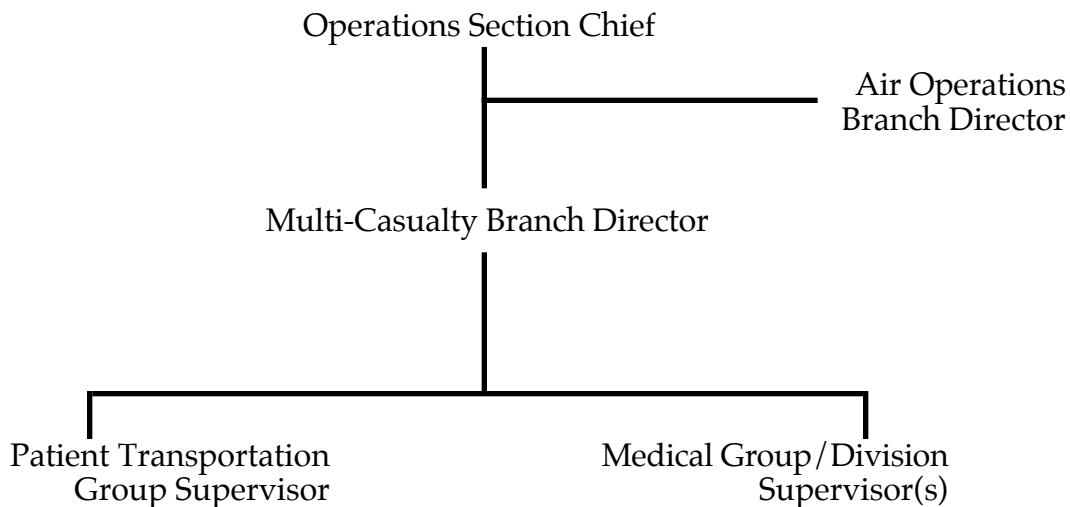 Operations Section Chief
Air Operations
Branch Director
Multi-Casualty Branch Director
Patient Transportation
Group Supervisor
Medical Group/Division
Supervisor(s)